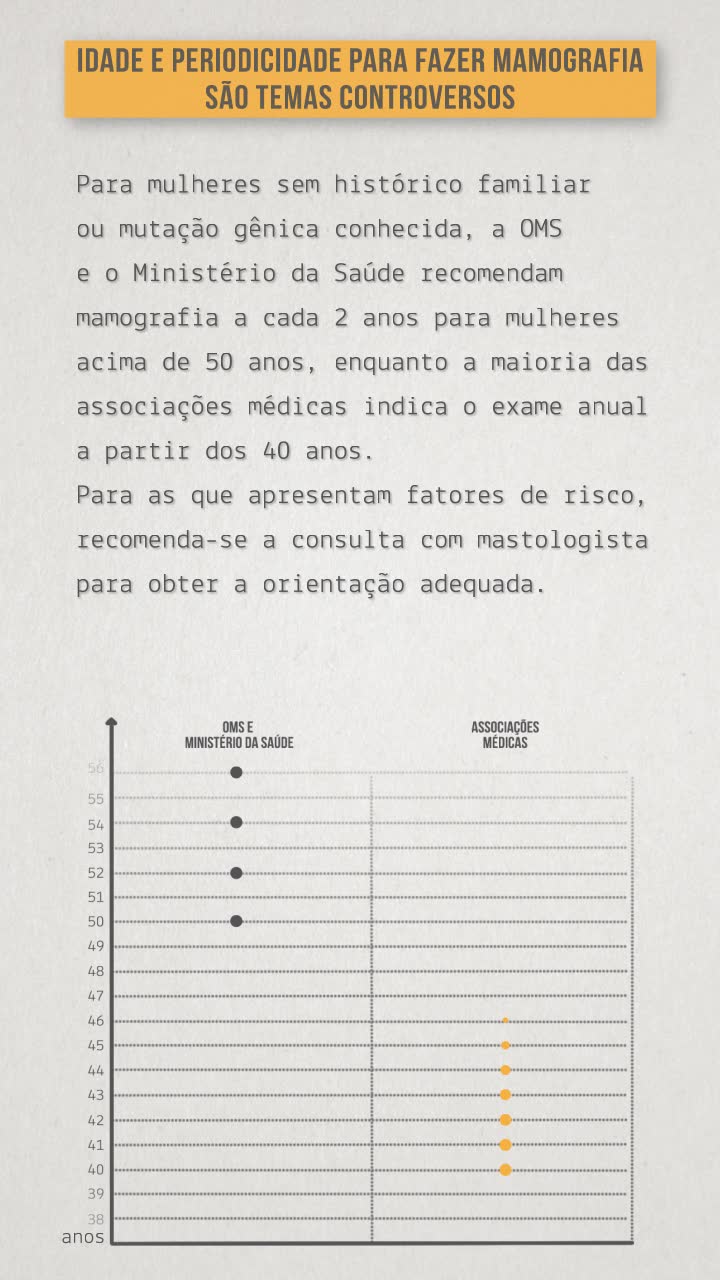 IDADE E PERIODICIDADE PARA FAZER MAMOGRAFIA
SÃO TEMAS CONTROVERSOS
Para mulheres sem histórico familiar
ou mutação gênica conhecida, a OMS
e o Ministério da Saúde recomendam
mamografia a cada 2 anos para mulheres
acima de 50 anos, enquanto a maioria das
associações médicas indica o exame anual
a partir dos 40 anos.
Para as que apresentam fatores de risco,
recomenda-se a consulta com mastologista
para obter a orientação adequada.
OMS E
MINISTÉRIO DA SAÚDE
ASSOCIAÇÕES
MÉDICAS
56
55
54
53
52
51
50
49
48
47
46
45
44
43
42
41
40
39
38
anos